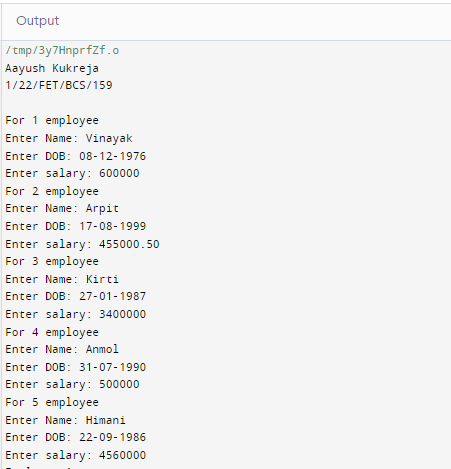 Output
/tmp/3y7HnprfZf.o
Aayush Kukreja
1/22/FET/BCS/159
For 1 employee
Enter Name: Vinayak
Enter DOB: 08-12-1976
Enter salary: 600000
For 2 employee
Enter Name: Arpit
Enter DOB: 17-08-1999
Enter salary: 455000.50
For 3 employee
Enter Name: Kirti
Enter DOB: 27-01-1987
Enter salary: 3400000
For 4 employee
Enter Name: Anmol
Enter DOB: 31-07-1990
Enter salary: 500000
For 5 employee
Enter Name: Himani
Enter DOB: 22-09-1986
Enter salary: 4560000